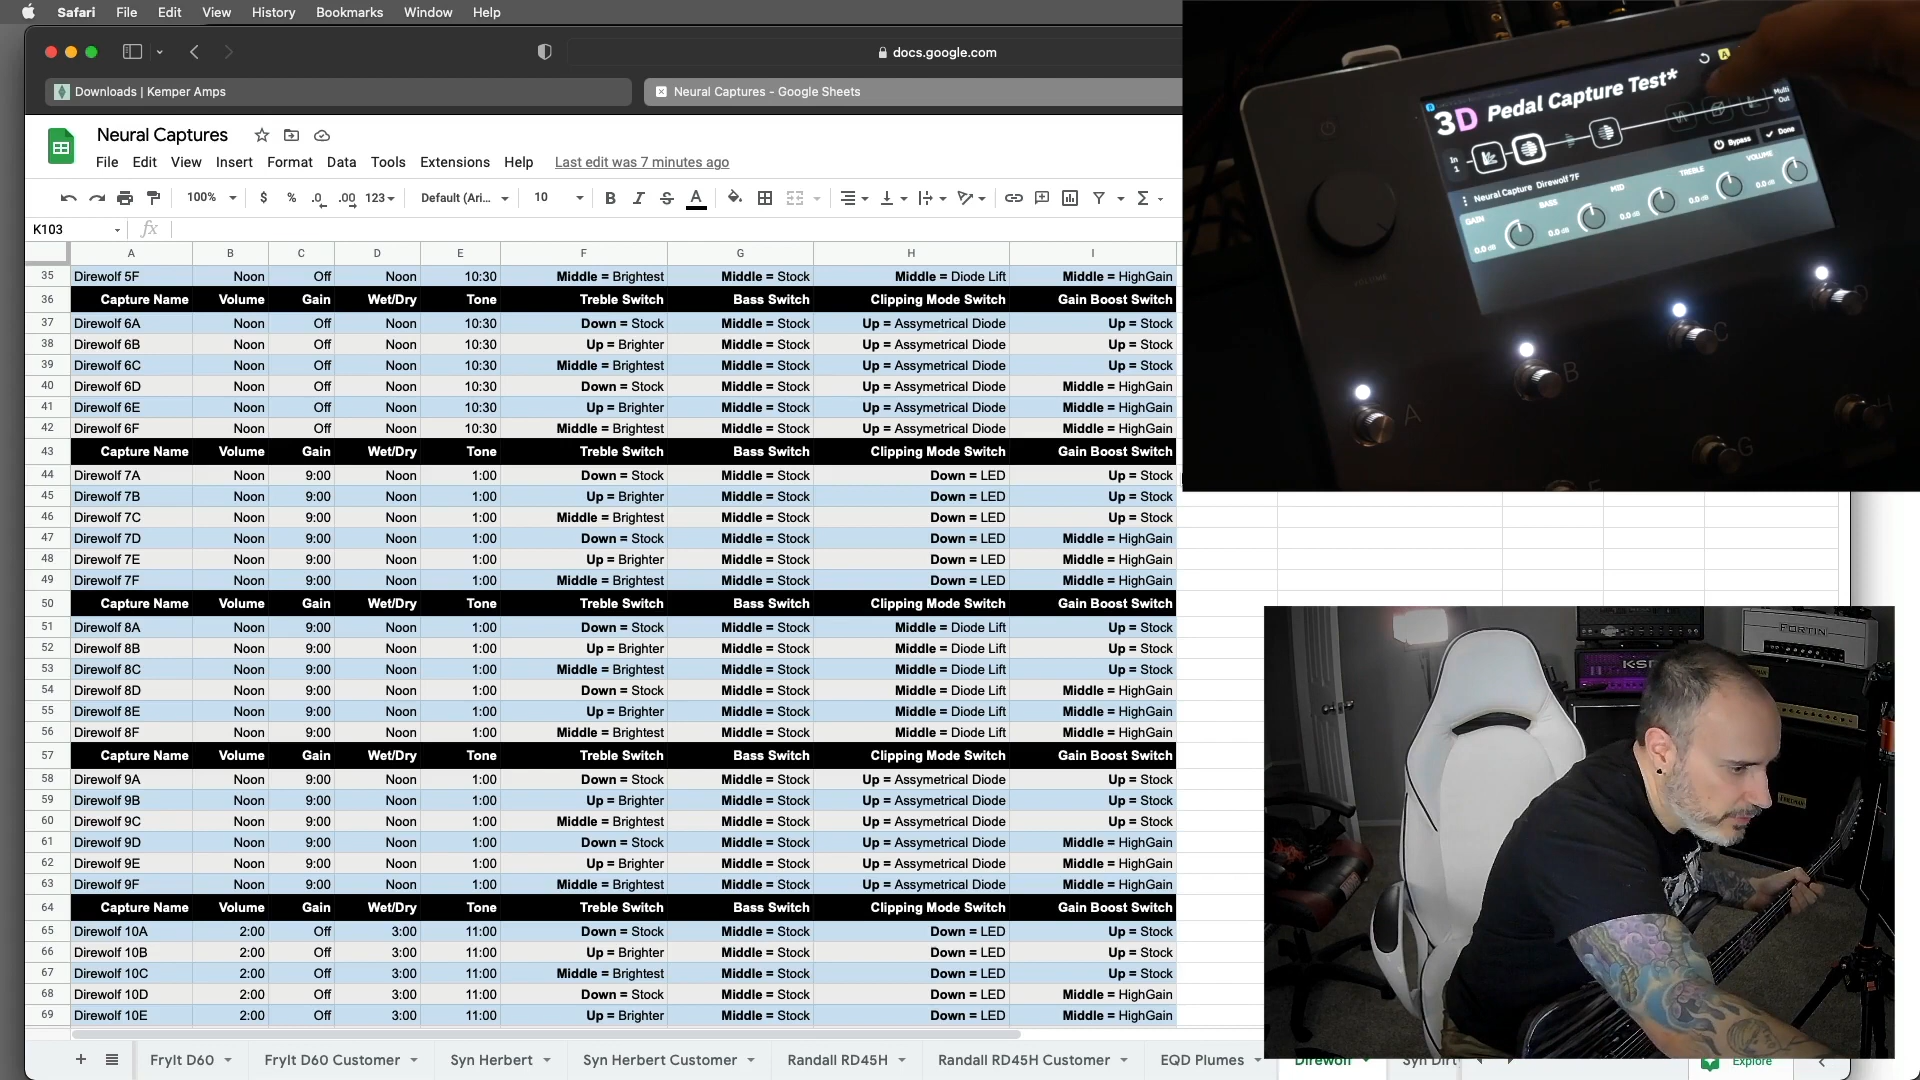 Safari File Edit View History Bookmarks Window Help
docs.google.com
Downloads | Kemper Amps
Neural Captures - Google Sheets
Neural Captures
File Edit View Insert Format Data Tools Extensions Help Last edit was 7 minutes ago
100% $ % .0 .00 123 Default (Ari... 10 B I S A Σ
K103 fx
A B C D E F G H I
35 Direwolf 5F Noon Off Noon 10:30 Middle = Brightest Middle = Stock Middle = Diode Lift Middle = HighGain
36 Capture Name Volume Gain Wet/Dry Tone Treble Switch Bass Switch Clipping Mode Switch Gain Boost Switch
37 Direwolf 6A Noon Off Noon 10:30 Down = Stock Middle = Stock Up = Assymetrical Diode Up = Stock
38 Direwolf 6B Noon Off Noon 10:30 Up = Brighter Middle = Stock Up = Assymetrical Diode Up = Stock
39 Direwolf 6C Noon Off Noon 10:30 Middle = Brightest Middle = Stock Up = Assymetrical Diode Up = Stock
40 Direwolf 6D Noon Off Noon 10:30 Down = Stock Middle = Stock Up = Assymetrical Diode Middle = HighGain
41 Direwolf 6E Noon Off Noon 10:30 Up = Brighter Middle = Stock Up = Assymetrical Diode Middle = HighGain
42 Direwolf 6F Noon Off Noon 10:30 Middle = Brightest Middle = Stock Up = Assymetrical Diode Middle = HighGain
43 Capture Name Volume Gain Wet/Dry Tone Treble Switch Bass Switch Clipping Mode Switch Gain Boost Switch
44 Direwolf 7A Noon 9:00 Noon 1:00 Down = Stock Middle = Stock Down = LED Up = Stock
45 Direwolf 7B Noon 9:00 Noon 1:00 Up = Brighter Middle = Stock Down = LED Up = Stock
46 Direwolf 7C Noon 9:00 Noon 1:00 Middle = Brightest Middle = Stock Down = LED Up = Stock
47 Direwolf 7D Noon 9:00 Noon 1:00 Down = Stock Middle = Stock Down = LED Middle = HighGain
48 Direwolf 7E Noon 9:00 Noon 1:00 Up = Brighter Middle = Stock Down = LED Middle = HighGain
49 Direwolf 7F Noon 9:00 Noon 1:00 Middle = Brightest Middle = Stock Down = LED Middle = HighGain
50 Capture Name Volume Gain Wet/Dry Tone Treble Switch Bass Switch Clipping Mode Switch Gain Boost Switch
51 Direwolf 8A Noon 9:00 Noon 1:00 Down = Stock Middle = Stock Middle = Diode Lift Up = Stock
52 Direwolf 8B Noon 9:00 Noon 1:00 Up = Brighter Middle = Stock Middle = Diode Lift Up = Stock
53 Direwolf 8C Noon 9:00 Noon 1:00 Middle = Brightest Middle = Stock Middle = Diode Lift Up = Stock
54 Direwolf 8D Noon 9:00 Noon 1:00 Down = Stock Middle = Stock Middle = Diode Lift Middle = HighGain
55 Direwolf 8E Noon 9:00 Noon 1:00 Up = Brighter Middle = Stock Middle = Diode Lift Middle = HighGain
56 Direwolf 8F Noon 9:00 Noon 1:00 Middle = Brightest Middle = Stock Middle = Diode Lift Middle = HighGain
57 Capture Name Volume Gain Wet/Dry Tone Treble Switch Bass Switch Clipping Mode Switch Gain Boost Switch
58 Direwolf 9A Noon 9:00 Noon 1:00 Down = Stock Middle = Stock Up = Assymetrical Diode Up = Stock
59 Direwolf 9B Noon 9:00 Noon 1:00 Up = Brighter Middle = Stock Up = Assymetrical Diode Up = Stock
60 Direwolf 9C Noon 9:00 Noon 1:00 Middle = Brightest Middle = Stock Up = Assymetrical Diode Up = Stock
61 Direwolf 9D Noon 9:00 Noon 1:00 Down = Stock Middle = Stock Up = Assymetrical Diode Middle = HighGain
62 Direwolf 9E Noon 9:00 Noon 1:00 Up = Brighter Middle = Stock Up = Assymetrical Diode Middle = HighGain
63 Direwolf 9F Noon 9:00 Noon 1:00 Middle = Brightest Middle = Stock Up = Assymetrical Diode Middle = HighGain
64 Capture Name Volume Gain Wet/Dry Tone Treble Switch Bass Switch Clipping Mode Switch Gain Boost Switch
65 Direwolf 10A 2:00 Off 3:00 11:00 Down = Stock Middle = Stock Down = LED Up = Stock
66 Direwolf 10B 2:00 Off 3:00 11:00 Up = Brighter Middle = Stock Down = LED Up = Stock
67 Direwolf 10C 2:00 Off 3:00 11:00 Middle = Brightest Middle = Stock Down = LED Up = Stock
68 Direwolf 10D 2:00 Off 3:00 11:00 Down = Stock Middle = Stock Down = LED Middle = HighGain
69 Direwolf 10E 2:00 Off 3:00 11:00 Up = Brighter Middle = Stock Down = LED Middle = HighGain
+ FryIt D60 FryIt D60 Customer Syn Herbert Syn Herbert Customer Randall RD45H Randall RD45H Customer EQD Plumes Direwolf Syn Dirt Explore
A
3D Pedal Capture Test*
In 1 Multi Out
Bypass Done
Neural Capture Direwolf 7F
GAIN BASS MID TREBLE VOLUME
0.0 dB 0.0 dB 0.0 dB 0.0 dB 0.0 dB
VOLUME
A B C D
G H
FORTIN
KSR
FRIEDMAN